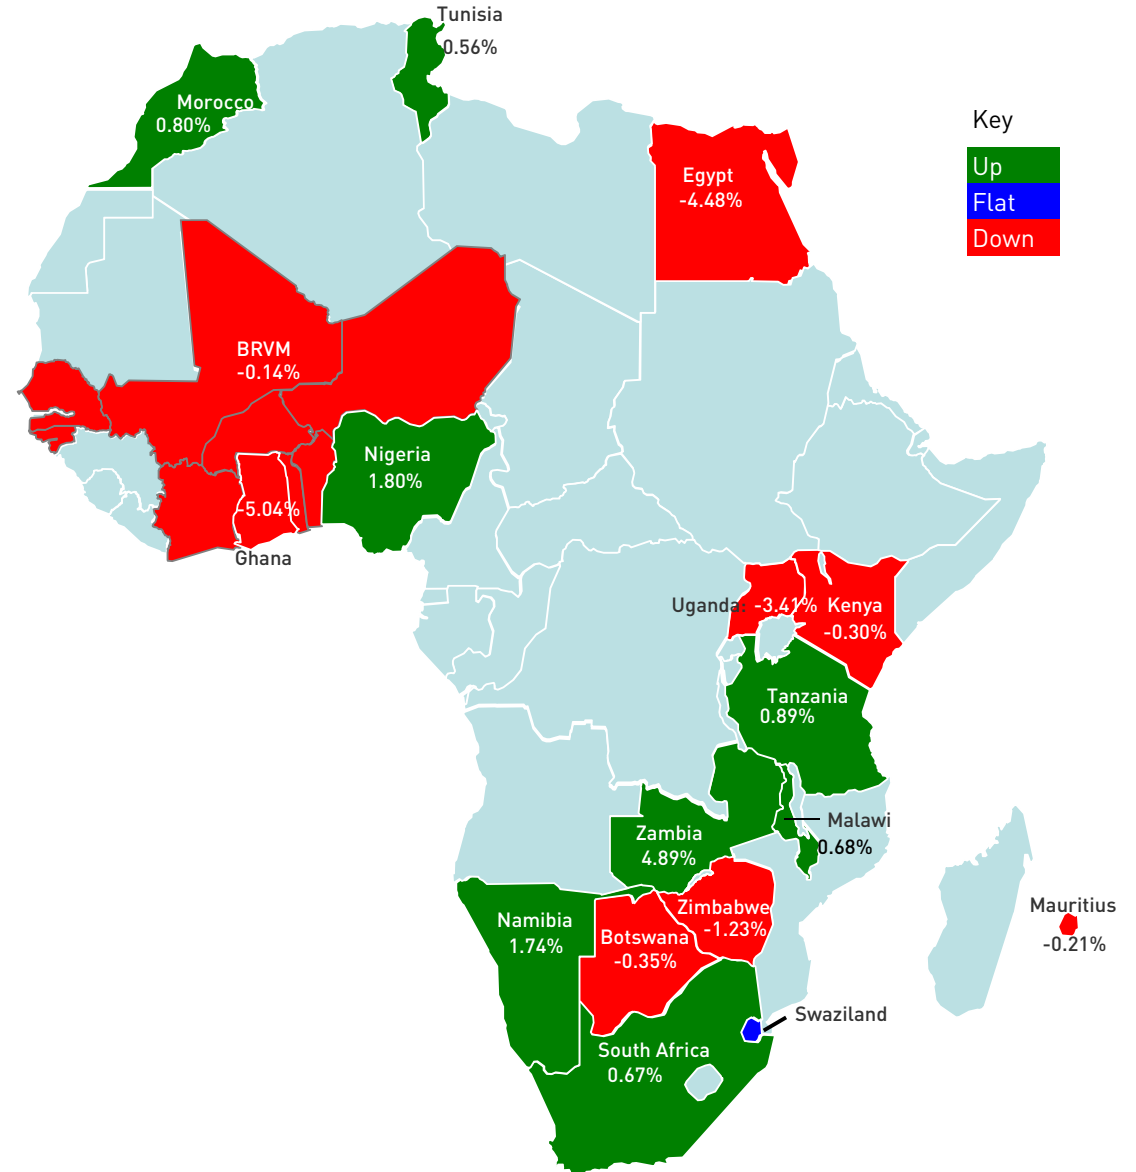 Tunisia
0.56%
Morocco
0.80%
Key
Up
Flat
Down
Egypt
-4.48%
BRVM
-0.14%
Nigeria
1.80%
-5.04%
Ghana
Uganda: -3.41%
Kenya
-0.30%
Tanzania
0.89%
Malawi
0.68%
Zambia
4.89%
Zimbabwe
-1.23%
Mauritius
-0.21%
Namibia
1.74%
Botswana
-0.35%
Swaziland
South Africa
0.67%